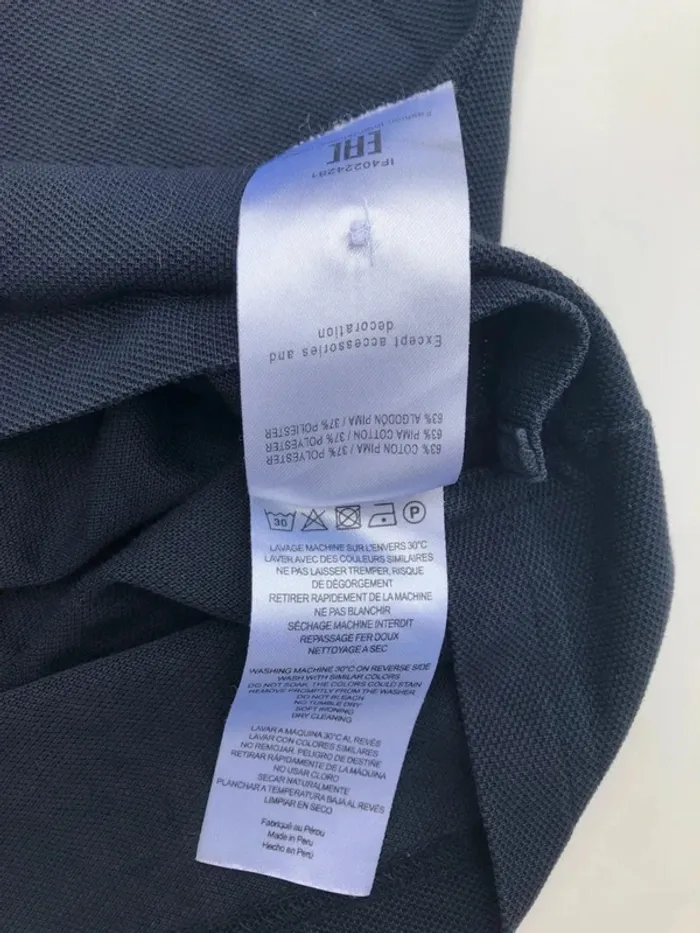 Fashion
EAC
IF40224281
Except accessories and
decoration
63% COTON PIMA / 37% POLYESTER
63% PIMA COTTON / 37% POLYESTER
63% ALGODÓN PIMA / 37% POLIESTER
30 P
LAVAGE MACHINE SUR L'ENVERS 30°C
LAVER AVEC DES COULEURS SIMILAIRES
NE PAS LAISSER TREMPER, RISQUE
DE DÉGORGEMENT
RETIRER RAPIDEMENT DE LA MACHINE
NE PAS BLANCHIR
SÉCHAGE MACHINE INTERDIT
REPASSAGE FER DOUX
NETTOYAGE A SEC
WASHING MACHINE 30°C ON REVERSE SIDE
WASH WITH SIMILAR COLORS
DO NOT SOAK, THE COLORS COULD STAIN
REMOVE PROMPTLY FROM THE WASHER
DO NOT BLEACH
NO TUMBLE DRY
SOFT IRONING
DRY CLEANING
LAVAR A MAQUINA 30°C AL REVÉS
LAVAR CON COLORES SIMILARES
NO REMOJAR. PELIGRO DE DESTIÑE
RETIRAR RÁPIDAMENTE DE LA MÁQUINA
NO USAR CLORO
SECAR NATURALMENTE
PLANCHAR A TEMPERATURA BAJA AL REVÉS
LIMPIAR EN SECO
Fabriqué au Pérou
Made in Peru
Hecho en Perú